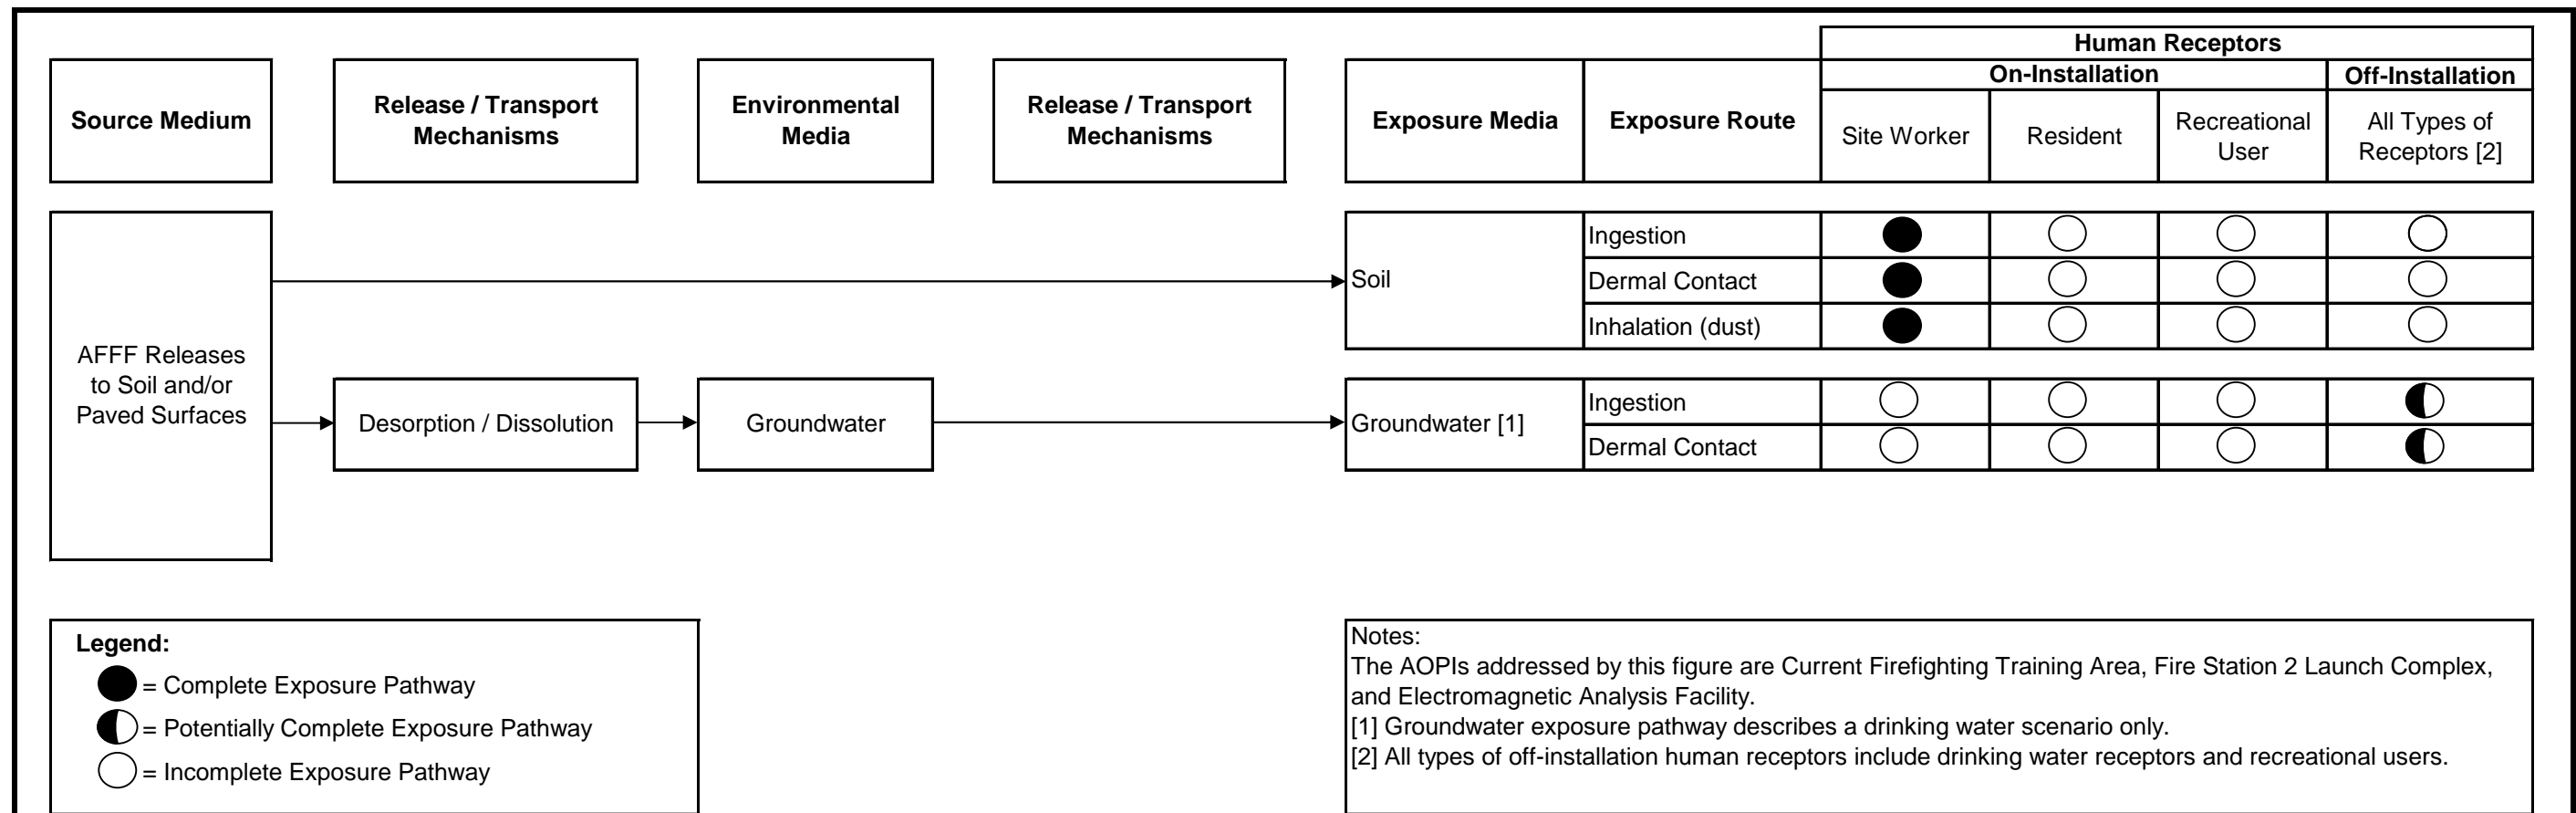 Human Receptors
On-Installation
Off-Installation
Source Medium
Release / Transport
Mechanisms
Environmental
Media
Release / Transport
Mechanisms
Exposure Media
Exposure Route
Site Worker
Resident
Recreational
User
All Types of
Receptors [2]
AFFF Releases
to Soil and/or
Paved Surfaces
Soil
Ingestion
Dermal Contact
Inhalation (dust)
Desorption / Dissolution
Groundwater
Groundwater [1]
Ingestion
Dermal Contact
Legend:
= Complete Exposure Pathway
= Potentially Complete Exposure Pathway
= Incomplete Exposure Pathway
Notes:
The AOPIs addressed by this figure are Current Firefighting Training Area, Fire Station 2 Launch Complex,
and Electromagnetic Analysis Facility.
[1] Groundwater exposure pathway describes a drinking water scenario only.
[2] All types of off-installation human receptors include drinking water receptors and recreational users.